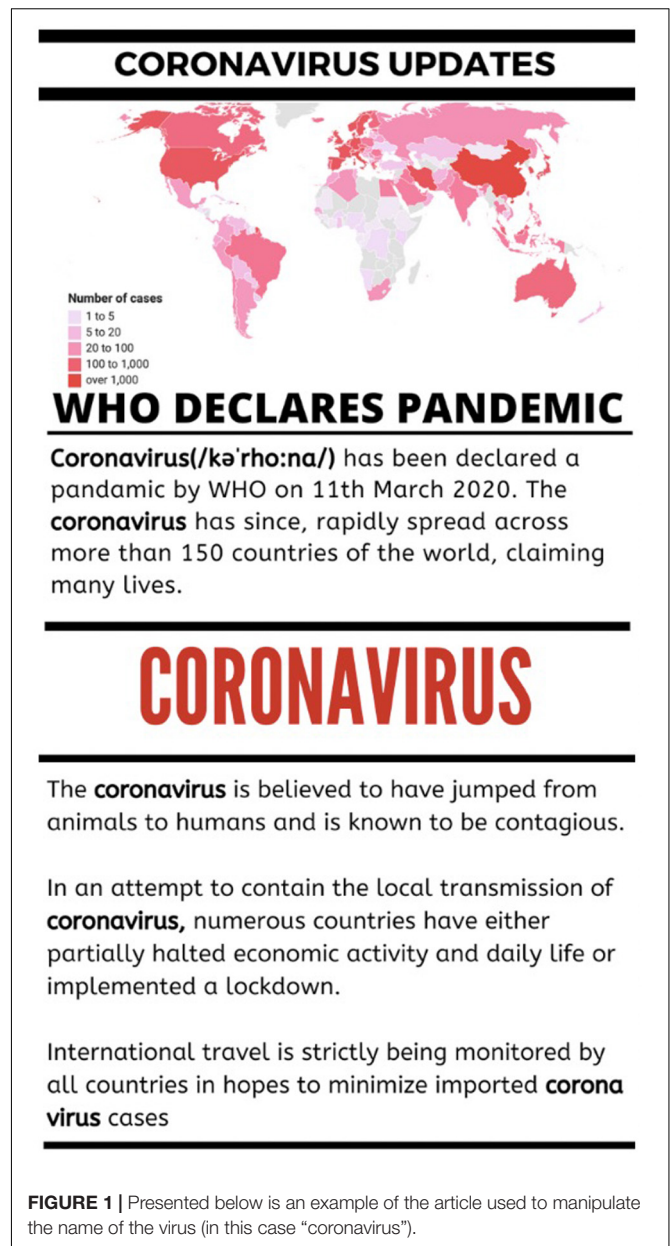 CORONAVIRUS UPDATES
Number of cases
1 to 5
5 to 20
20 to 100
100 to 1,000
over 1,000
WHO DECLARES PANDEMIC
Coronavirus(/kə'rho:na/) has been declared a
pandamic by WHO on 11th March 2020. The
coronavirus has since, rapidly spread across
more than 150 countries of the world, claiming
many lives.
CORONAVIRUS
The coronavirus is believed to have jumped from
animals to humans and is known to be contagious.
In an attempt to contain the local transmission of
coronavirus, numerous countries have either
partially halted economic activity and daily life or
implemented a lockdown.
International travel is strictly being monitored by
all countries in hopes to minimize imported corona
virus cases
FIGURE 1 | Presented below is an example of the article used to manipulate
the name of the virus (in this case “coronavirus”).